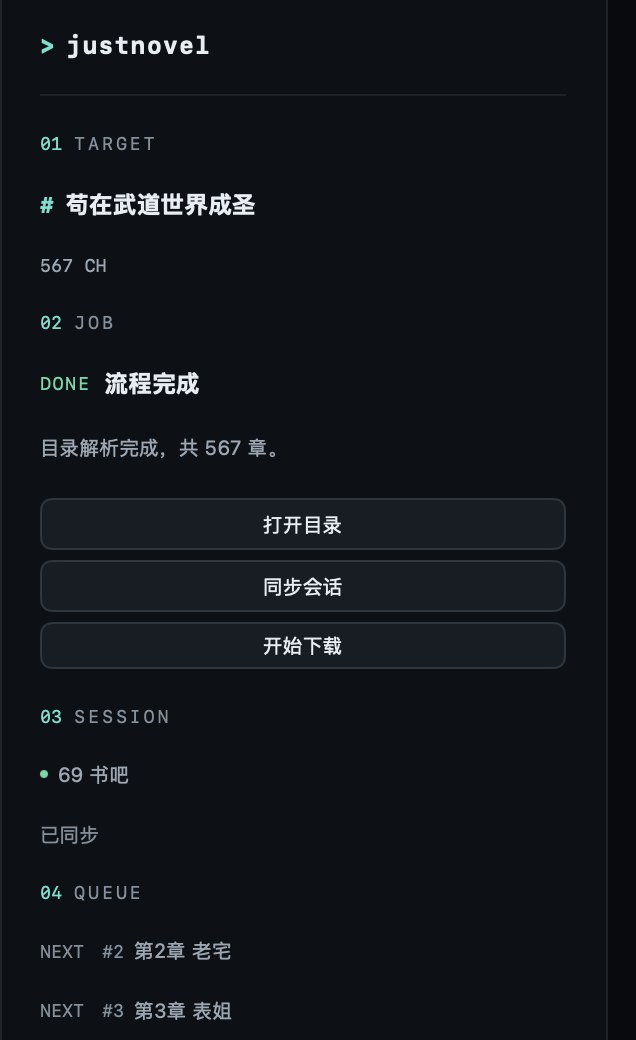 > justnovel
01 TARGET
# 苟在武道世界成圣
567 CH
02 JOB
DONE 流程完成
目录解析完成，共 567 章。
打开目录
同步会话
开始下载
03 SESSION
69 书吧
已同步
04 QUEUE
NEXT #2 第2章 老宅
NEXT #3 第3章 表姐